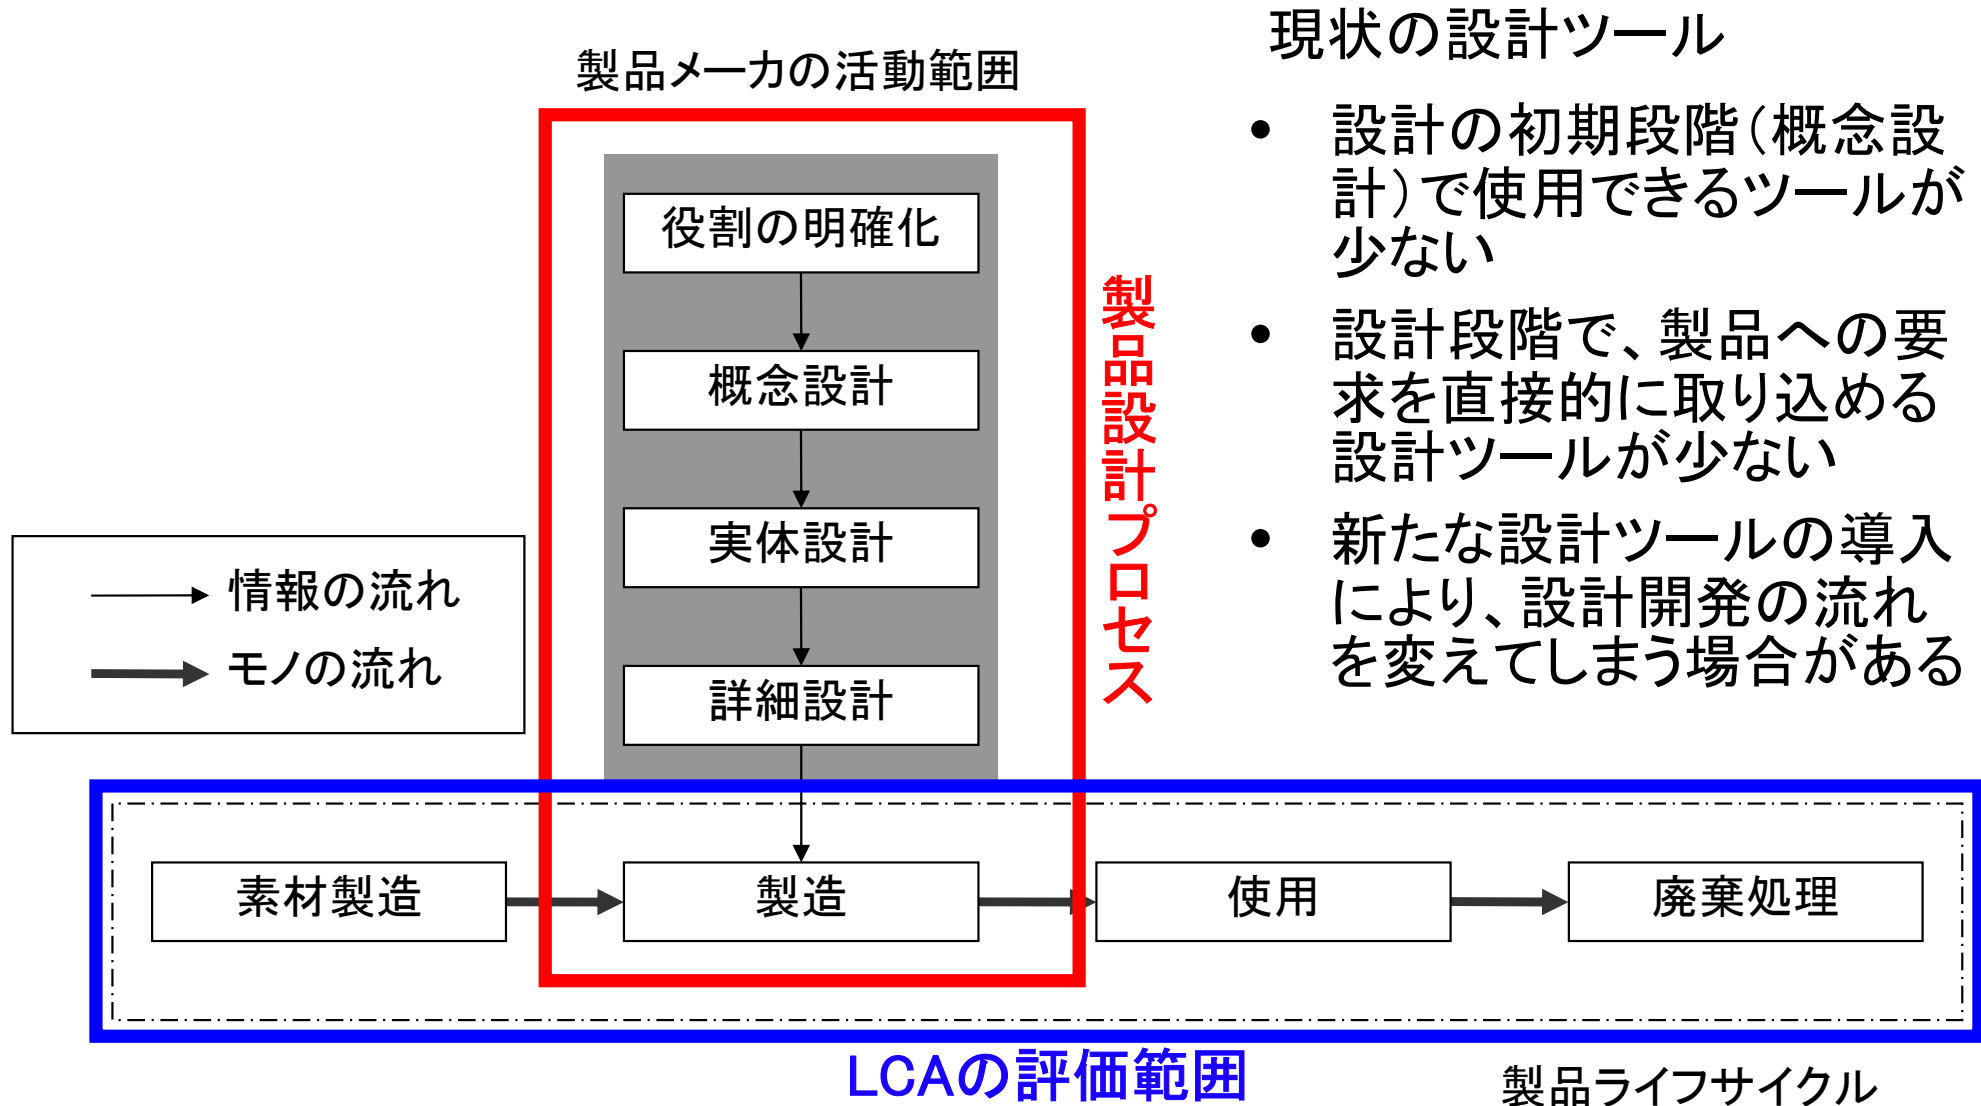 現状の設計ツール
製品メーカの活動範囲
• 設計の初期段階(概念設
計)で使用できるツールが
少ない
• 設計段階で、製品への要
求を直接的に取り込める
設計ツールが少ない
• 新たな設計ツールの導入
により、設計開発の流れ
を変えてしまう場合がある
役割の明確化
概念設計
実体設計
詳細設計
製品設計プロセス
情報の流れ
モノの流れ
素材製造
製造
使用
廃棄処理
LCAの評価範囲
製品ライフサイクル